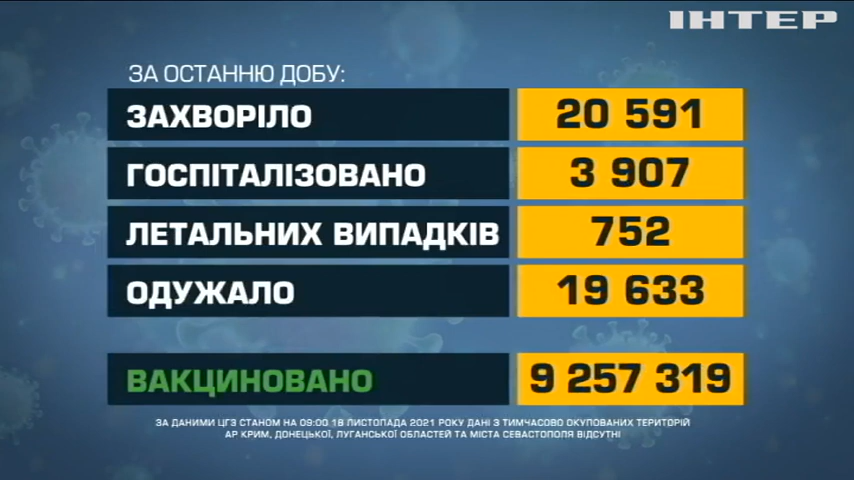 ІНТЕР
ЗА ОСТАННЮ ДОБУ:
ЗАХВОРІЛО 20 591
ГОСПІТАЛІЗОВАНО 3 907
ЛЕТАЛЬНИХ ВИПАДКІВ 752
ОДУЖАЛО 19 633
ВАКЦИНОВАНО 9 257 319
ЗА ДАНИМИ ЦГЗ СТАНОМ НА 09:00 18 ЛИСТОПАДА 2021 РОКУ ДАНІ З ТИМЧАСОВО ОКУПОВАНИХ ТЕРИТОРІЙ
АР КРИМ, ДОНЕЦЬКОЇ, ЛУГАНСЬКОЇ ОБЛАСТЕЙ ТА МІСТА СЕВАСТОПОЛЯ ВІДСУТНІ